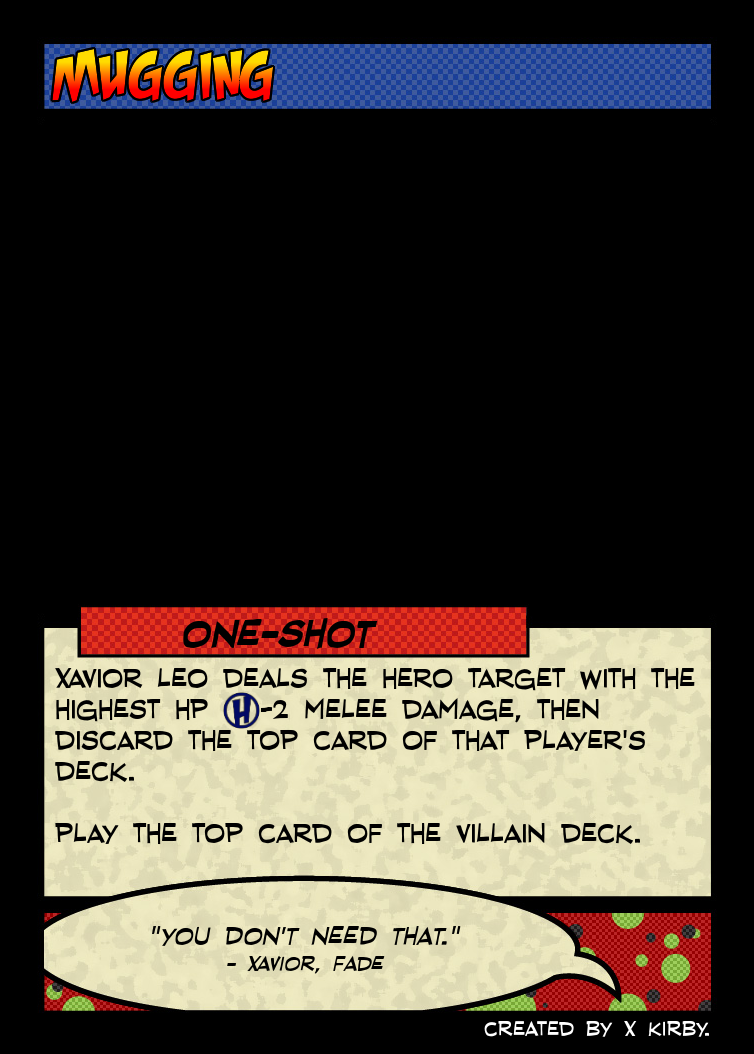 MUGGING
ONE-SHOT
XAVIOR LEO DEALS THE HERO TARGET WITH THE
HIGHEST HP H-2 MELEE DAMAGE, THEN
DISCARD THE TOP CARD OF THAT PLAYER'S
DECK.
PLAY THE TOP CARD OF THE VILLAIN DECK.
"YOU DON'T NEED THAT."
- XAVIOR, FADE
CREATED BY X KIRBY.